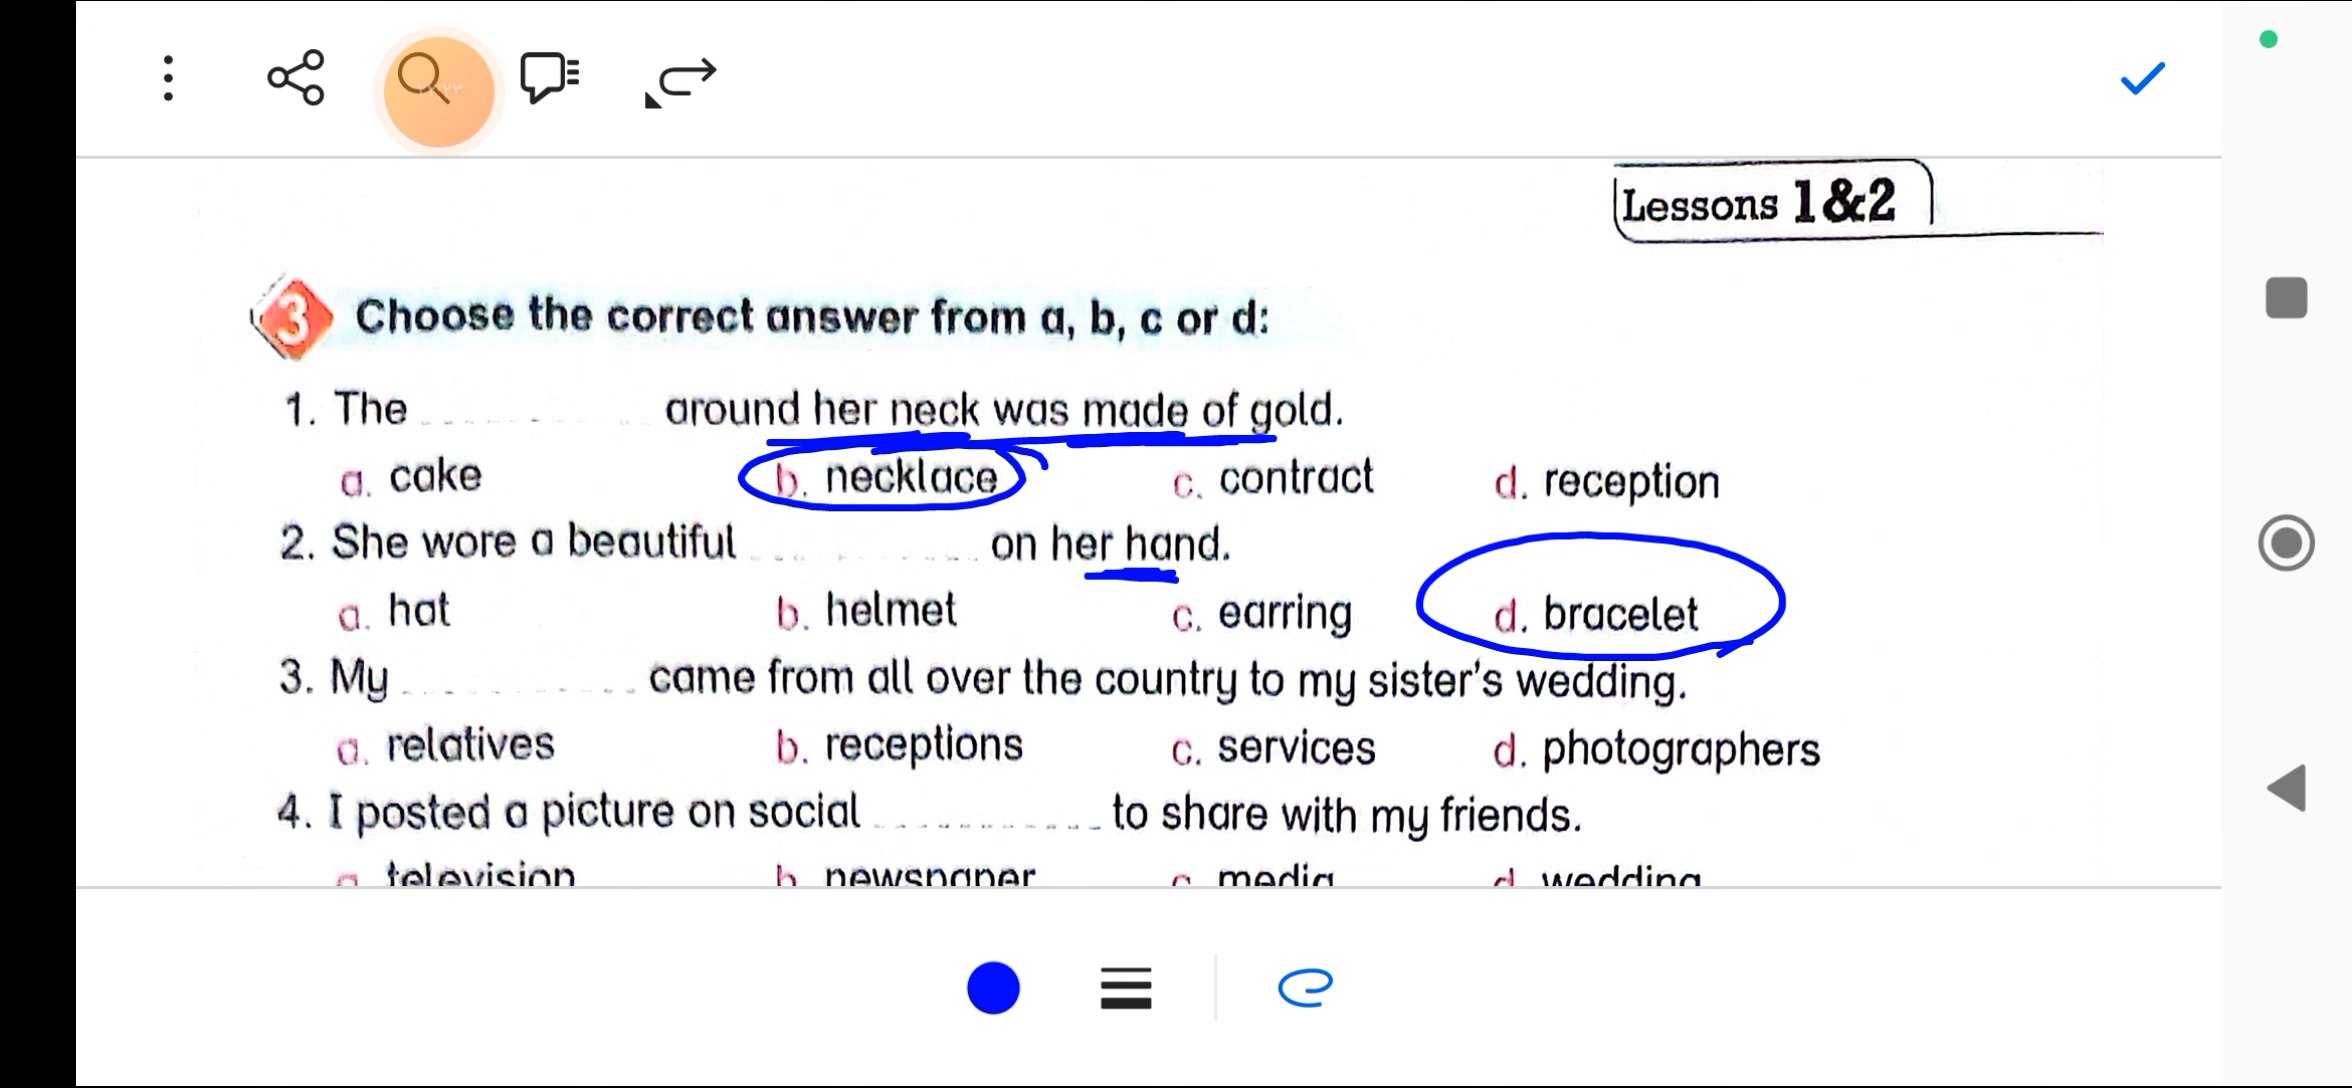 Lessons 1&2
3 Choose the correct answer from a, b, c or d:
1. The ............ around her neck was made of gold.
a. cake b. necklace c. contract d. reception
2. She wore a beautiful ............ on her hand.
a. hat b. helmet c. earring d. bracelet
3. My ............ came from all over the country to my sister's wedding.
a. relatives b. receptions c. services d. photographers
4. I posted a picture on social ............ to share with my friends.
a. television b. newspaper c. media d. wedding